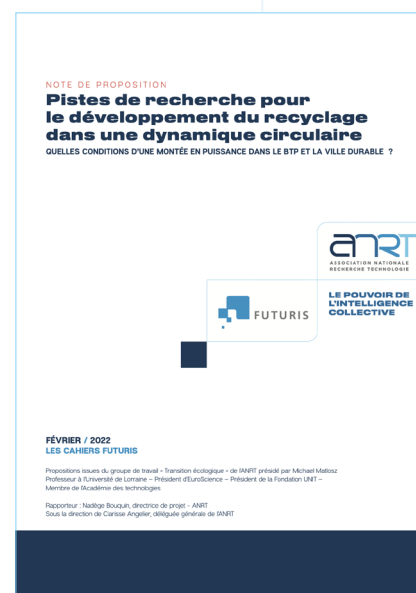 NOTE DE PROPOSITION
Pistes de recherche pour
le développement du recyclage
dans une dynamique circulaire
QUELLES CONDITIONS D'UNE MONTÉE EN PUISSANCE DANS LE BTP ET LA VILLE DURABLE ?
ANRT
ASSOCIATION NATIONALE
RECHERCHE TECHNOLOGIE
LE POUVOIR DE
L'INTELLIGENCE
COLLECTIVE
FUTURIS
FÉVRIER / 2022
LES CAHIERS FUTURIS
Propositions issues du groupe de travail « Transition écologique » de l'ANRT présidé par Michael Matlosz
Professeur à l'Université de Lorraine – Président d'EuroScience – Président de la Fondation UNIT –
Membre de l'Académie des technologies
Rapporteur : Nadège Bouquin, directrice de projet - ANRT
Sous la direction de Clarisse Angelier, déléguée générale de l'ANRT